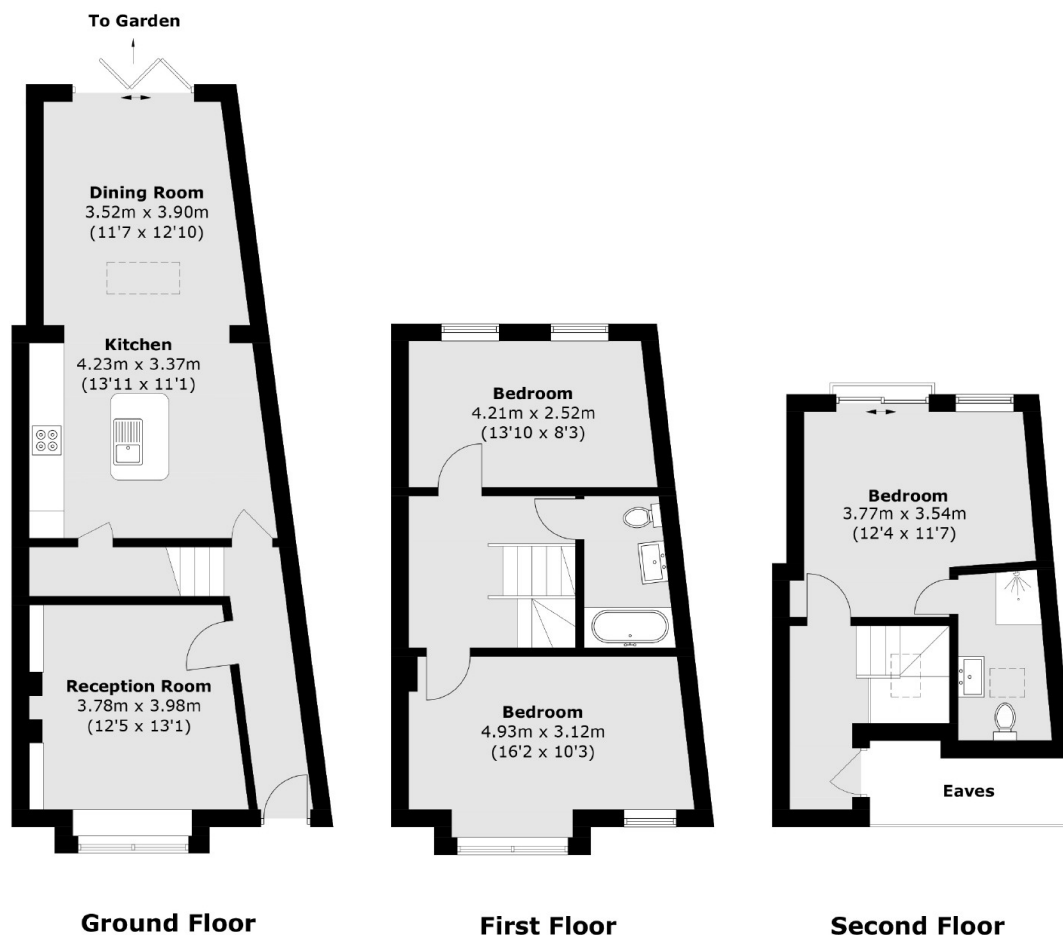 To Garden
Dining Room
3.52m x 3.90m
(11'7 x 12'10)
Kitchen
4.23m x 3.37m
(13'11 x 11'1)
Reception Room
3.78m x 3.98m
(12'5 x 13'1)
Ground Floor
Bedroom
4.21m x 2.52m
(13'10 x 8'3)
Bedroom
4.93m x 3.12m
(16'2 x 10'3)
First Floor
Bedroom
3.77m x 3.54m
(12'4 x 11'7)
Eaves
Second Floor